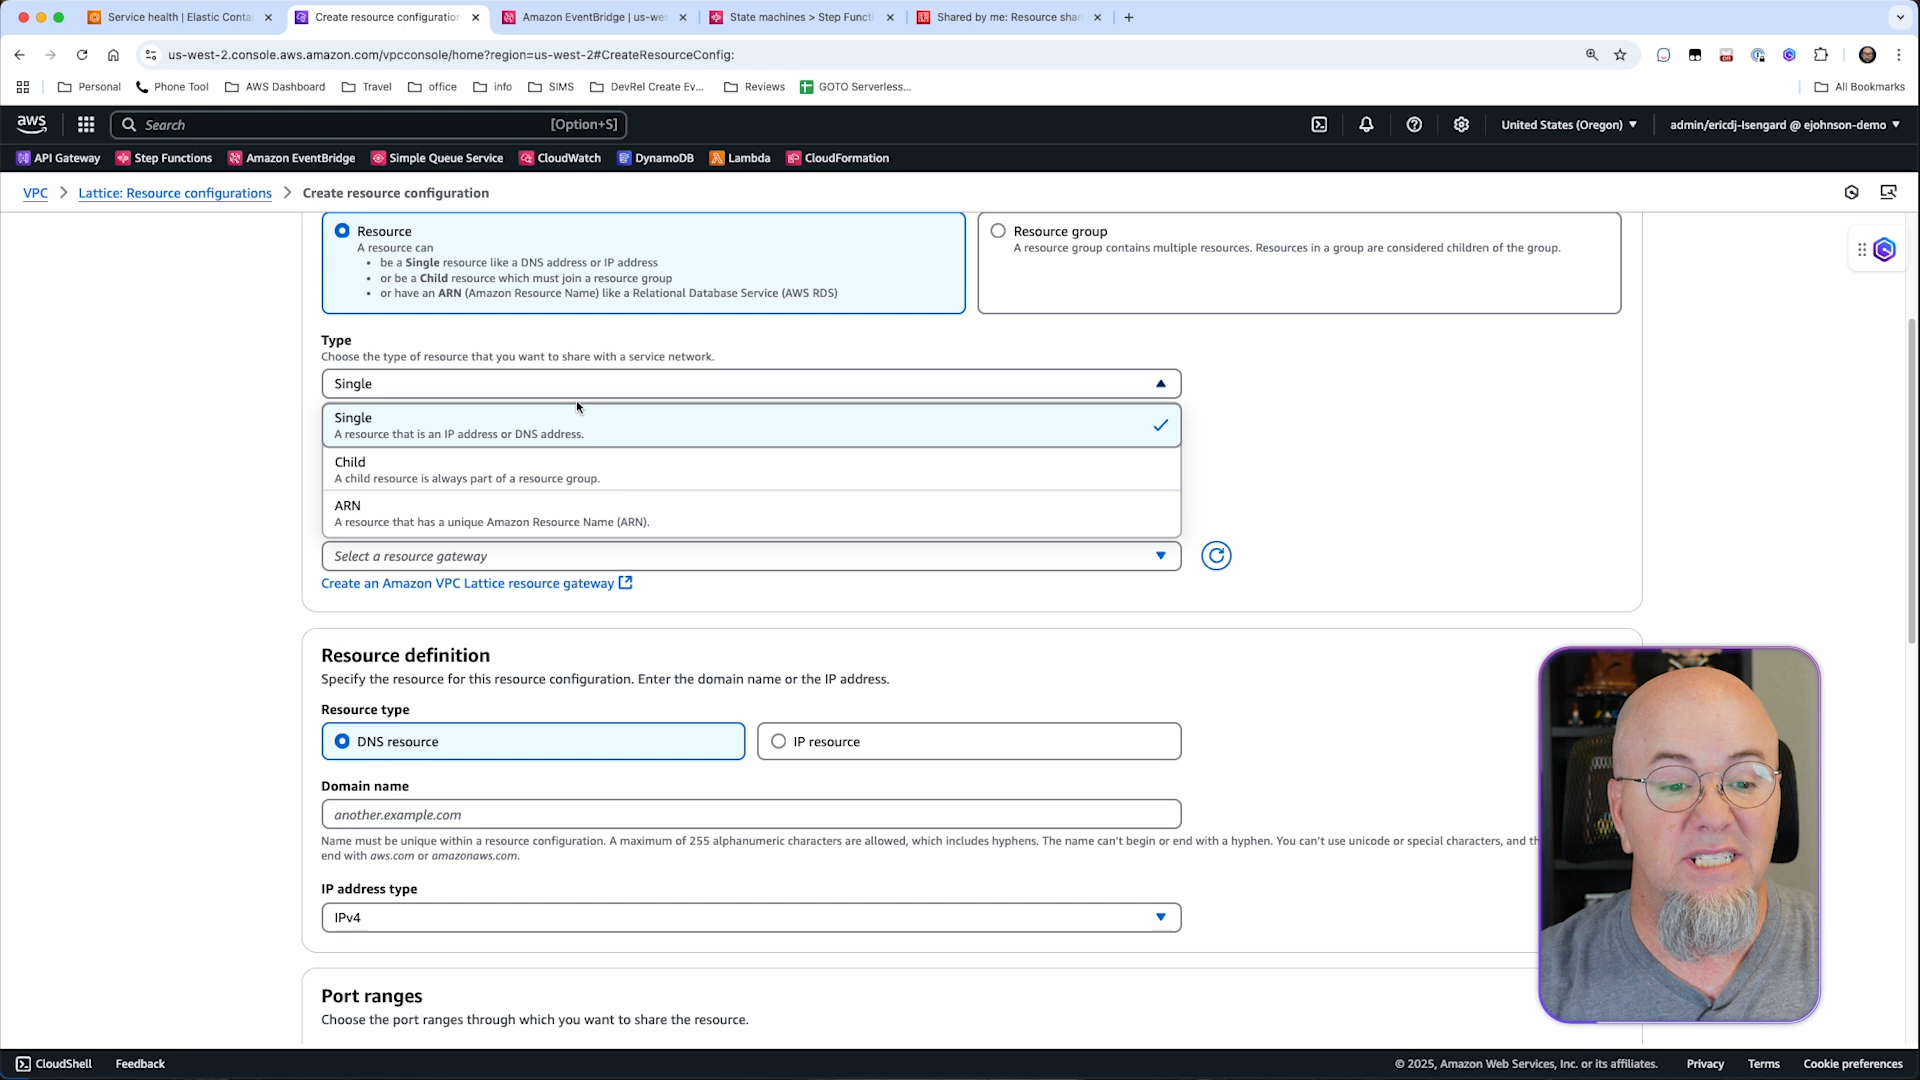 Service health | Elastic Conta
Create resource configuration
Amazon EventBridge | us-wes
State machines > Step Functi
Shared by me: Resource shar
us-west-2.console.aws.amazon.com/vpcconsole/home?region=us-west-2#CreateResourceConfig:
Personal
Phone Tool
AWS Dashboard
Travel
office
info
SIMS
DevRel Create Ev...
Reviews
GOTO Serverless...
All Bookmarks
aws
Search
[Option+S]
United States (Oregon)
admin/ericdj-Isengard @ ejohnson-demo
API Gateway
Step Functions
Amazon EventBridge
Simple Queue Service
CloudWatch
DynamoDB
Lambda
CloudFormation
VPC > Lattice: Resource configurations > Create resource configuration
Resource
A resource can
• be a Single resource like a DNS address or IP address
• or be a Child resource which must join a resource group
• or have an ARN (Amazon Resource Name) like a Relational Database Service (AWS RDS)
Resource group
A resource group contains multiple resources. Resources in a group are considered children of the group.
Type
Choose the type of resource that you want to share with a service network.
Single
Single
A resource that is an IP address or DNS address.
Child
A child resource is always part of a resource group.
ARN
A resource that has a unique Amazon Resource Name (ARN).
Select a resource gateway
Create an Amazon VPC Lattice resource gateway
Resource definition
Specify the resource for this resource configuration. Enter the domain name or the IP address.
Resource type
DNS resource
IP resource
Domain name
another.example.com
Name must be unique within a resource configuration. A maximum of 255 alphanumeric characters are allowed, which includes hyphens. The name can't begin or end with a hyphen. You can't use unicode or special characters, and th
end with aws.com or amazonaws.com.
IP address type
IPv4
Port ranges
Choose the port ranges through which you want to share the resource.
CloudShell
Feedback
© 2025, Amazon Web Services, Inc. or its affiliates.
Privacy
Terms
Cookie preferences